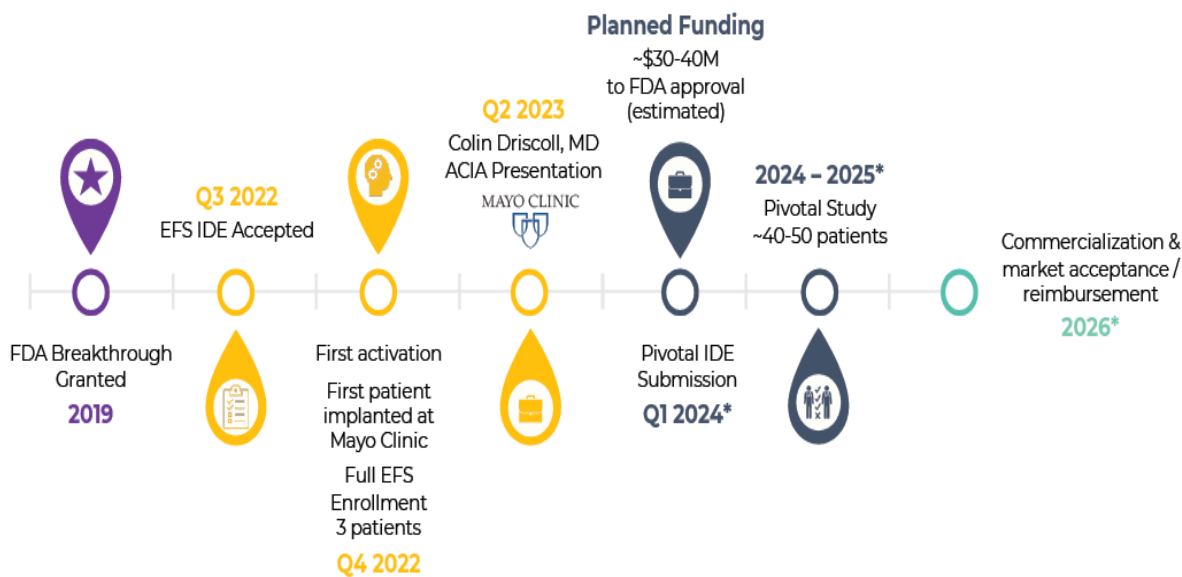 FDA Breakthrough
Granted
2019
Q3 2022
EFS IDE Accepted
First activation
First patient
implanted at
Mayo Clinic
Full EFS
Enrollment
3 patients
Q4 2022
Q2 2023
Colin Driscoll, MD
ACIA Presentation
MAYO CLINIC
Planned Funding
~$30-40M
to FDA approval
(estimated)
Pivotal IDE
Submission
Q1 2024*
2024 – 2025*
Pivotal Study
~40-50 patients
Commercialization &
market acceptance /
reimbursement
2026*